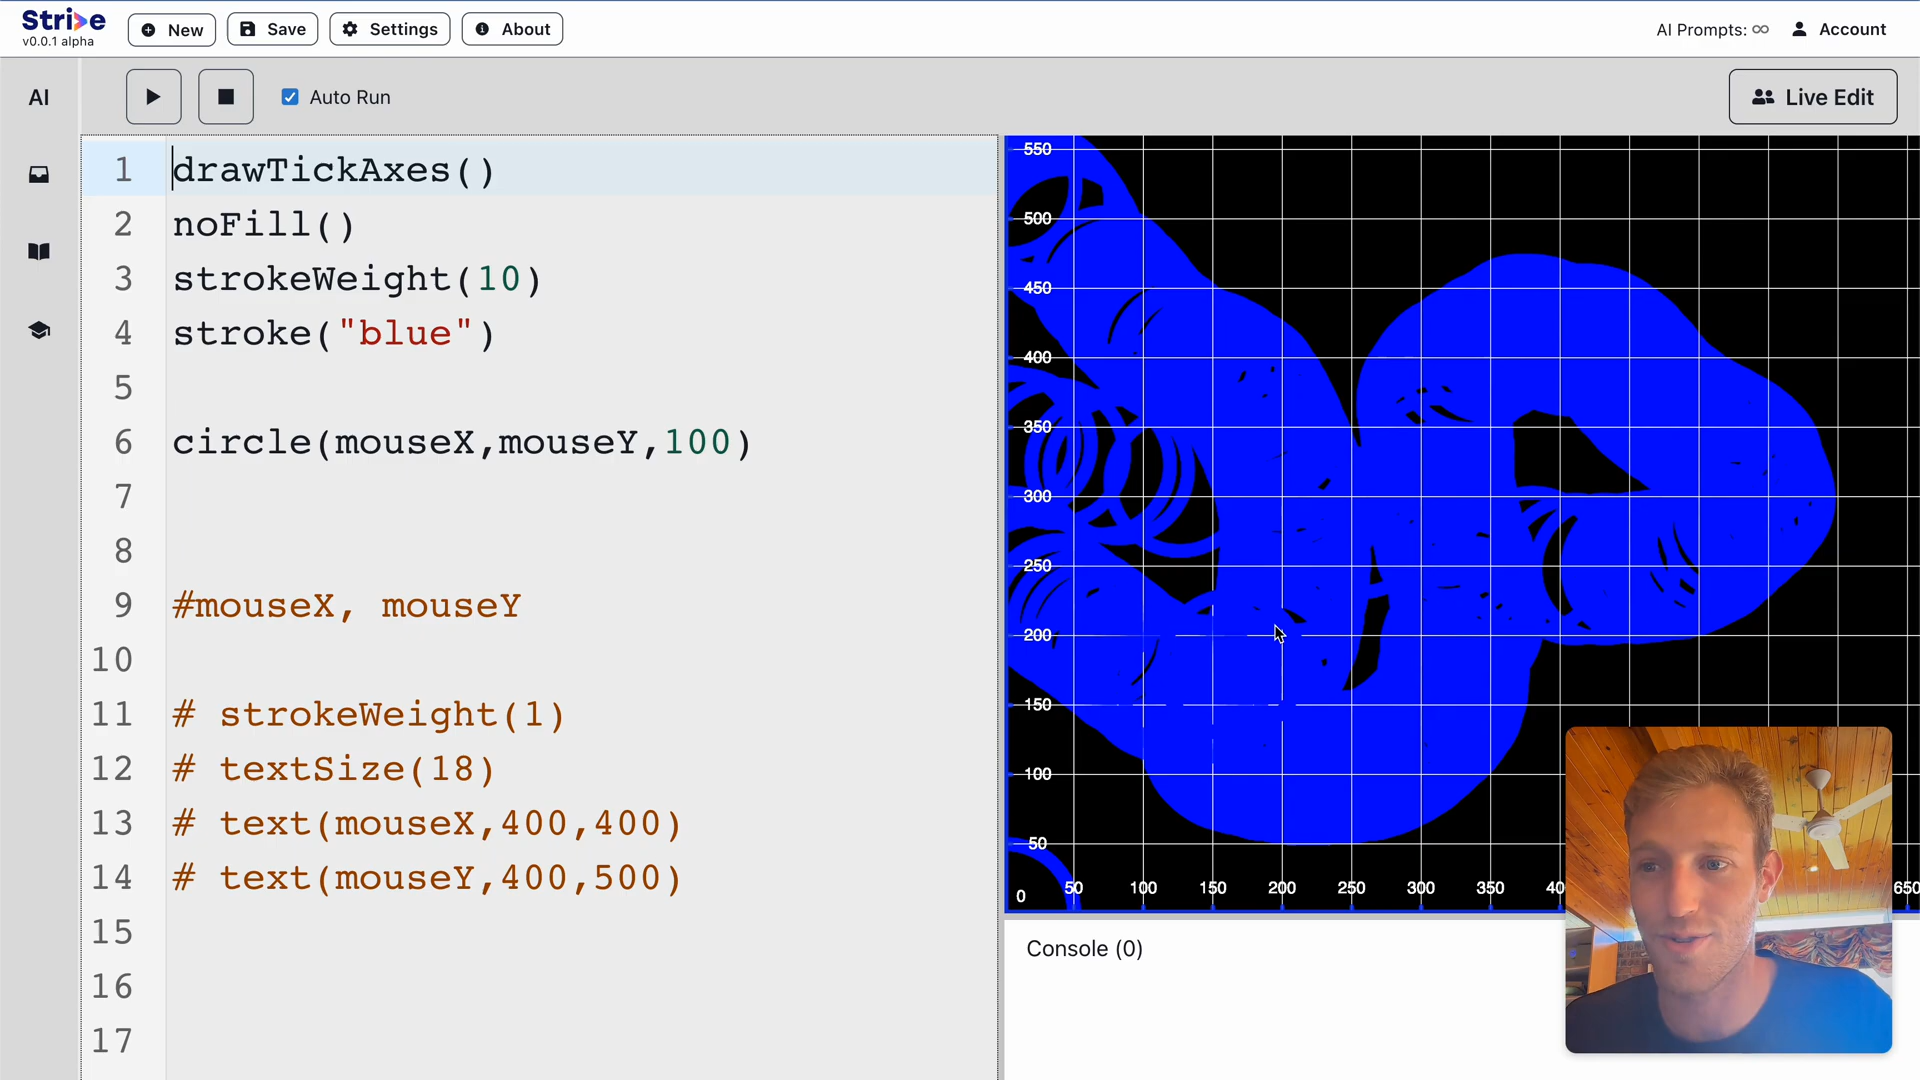 Strive
v0.0.1 alpha
New
Save
Settings
About
AI Prompts: ∞
Account
AI
Auto Run
Live Edit
1 drawTickAxes()
2 noFill()
3 strokeWeight(10)
4 stroke("blue")
5
6 circle(mouseX,mouseY,100)
7
8
9 #mouseX, mouseY
10
11 # strokeWeight(1)
12 # textSize(18)
13 # text(mouseX,400,400)
14 # text(mouseY,400,500)
15
16
17
550
500
450
400
350
300
250
200
150
100
50
0 50 100 150 200 250 300 350 40 650
Console (0)